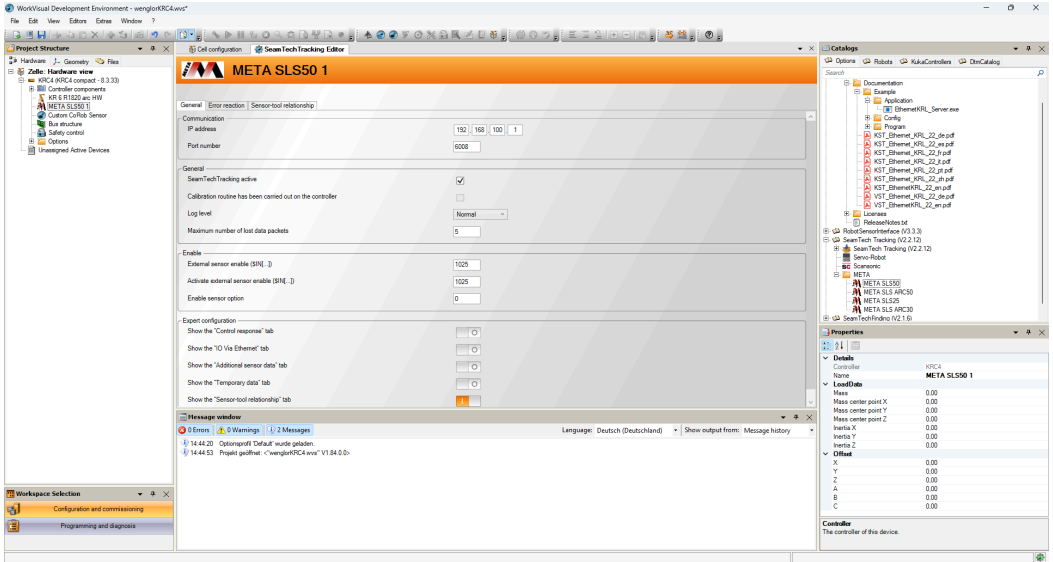 WorkVisual Development Environment - wenglorKRC4.wvs*
File Edit View Editors Extras Window ?
Project Structure
Hardware Geometry Files
Zelle: Hardware view
KRC4 (KRC4 compact - 8.3.33)
Controller components
KR 6 R1820 arc HW
META SLS50 1
Custom CoRob Sensor
Bus structure
Safety control
Options
Unassigned Active Devices
Workspace Selection
Configuration and commissioning
Programming and diagnosis
Cell configuration SeamTechTracking Editor
META SLS50 1
General Error reaction Sensor-tool relationship
Communication
IP address 192 168 100 1
Port number 6008
General
SeamTechTracking active
Calibration routine has been carried out on the controller
Log level Normal
Maximum number of lost data packets 5
Enable
External sensor enable ($IN[...]) 1025
Activate external sensor enable ($IN[...]) 1025
Enable sensor option 0
Expert configuration
Show the "Control response" tab
Show the "IO Via Ethernet" tab
Show the "Additional sensor data" tab
Show the "Temporary data" tab
Show the "Sensor-tool relationship" tab
Message window
0 Errors 0 Warnings 2 Messages Language: Deutsch (Deutschland) Show output from: Message history
14:44:20 Optionsprofil 'Default' wurde geladen.
14:44:53 Projekt geöffnet: <"wenglorKRC4.wvs" V1.84.0.0>
Catalogs
Options Robots KukaControllers DtmCatalog
Search
Documentation
Example
Application
EthernetKRL_Server.exe
Config
Program
KST_Ethernet_KRL_22_de.pdf
KST_Ethernet_KRL_22_es.pdf
KST_Ethernet_KRL_22_fr.pdf
KST_Ethernet_KRL_22_it.pdf
KST_Ethernet_KRL_22_pt.pdf
KST_Ethernet_KRL_22_zh.pdf
KST_EthernetKRL_22_en.pdf
VST_EthernetKRL_22_de.pdf
VST_EthernetKRL_22_en.pdf
Licenses
ReleaseNotes.txt
RobotSensorInterface (V3.3.3)
SeamTech Tracking (V2.2.12)
SeamTech Tracking (V2.2.12)
Servo-Robot
Scansonic
META
META SLS50
META SLS ARC50
META SLS25
META SLS ARC30
SeamTechFinding (V2.1.6)
Properties
Details
Controller KRC4
Name META SLS50 1
LoadData
Mass 0.00
Mass center point X 0.00
Mass center point Y 0.00
Mass center point Z 0.00
Inertia X 0.00
Inertia Y 0.00
Inertia Z 0.00
Offset
X 0.00
Y 0.00
Z 0.00
A 0.00
B 0.00
C 0.00
Controller
The controller of this device.